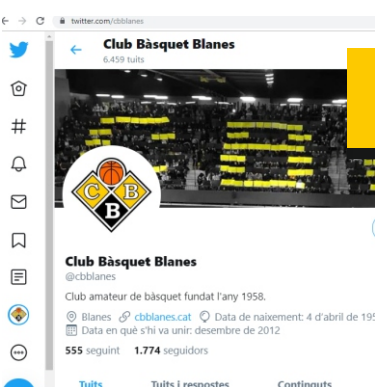 twitter.com/cbblanes
Club Bàsquet Blanes
6.459 tuits
C B
B
Club Bàsquet Blanes
@cbblanes
Club amateur de bàsquet fundat l'any 1958.
Blanes cbblanes.cat Data de naixement: 4 d'abril de 195
Data en què s'hi va unir: desembre de 2012
555 seguint 1.774 seguidors
Tuits Tuits i respostes Continguts